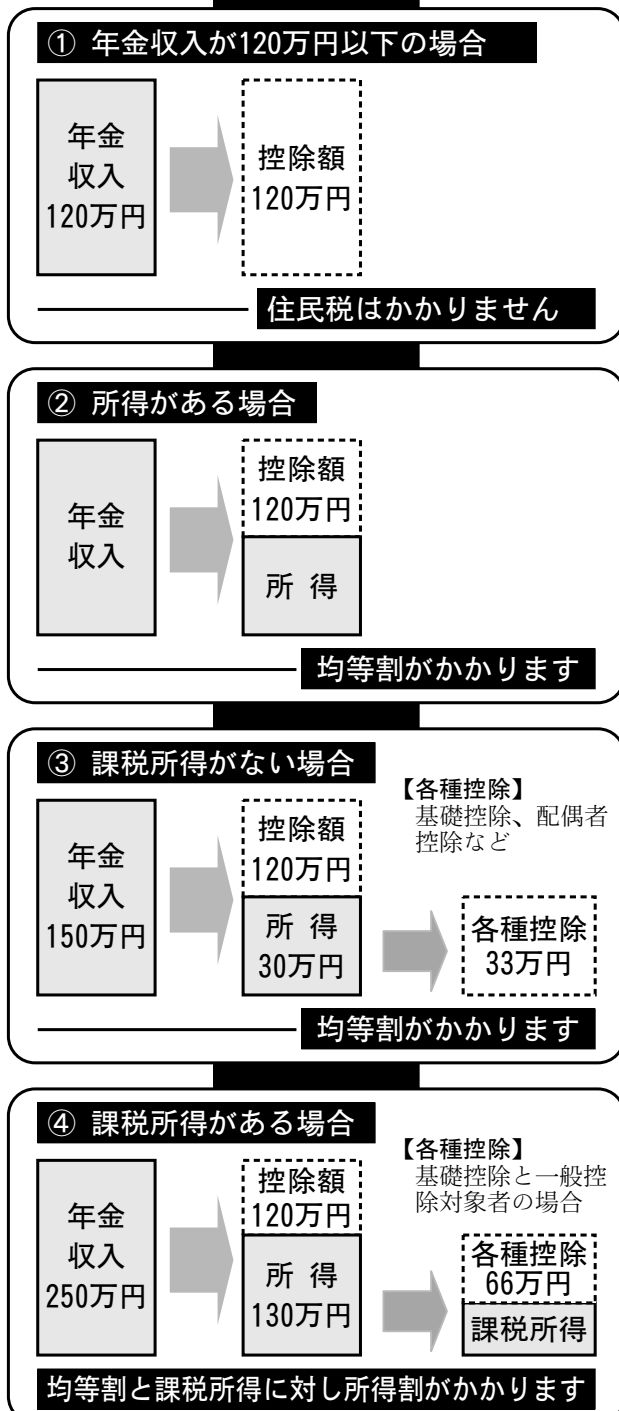 ① 年金収入が120万円以下の場合
年金
収入
120万円
控除額
120万円
住民税はかかりません
② 所得がある場合
年金
収入
控除額
120万円
所 得
均等割がかかります
③ 課税所得がない場合
年金
収入
150万円
控除額
120万円
所 得
30万円
【各種控除】
基礎控除、配偶者
控除など
各種控除
33万円
均等割がかかります
④ 課税所得がある場合
年金
収入
250万円
控除額
120万円
所 得
130万円
【各種控除】
基礎控除と一般控
除対象者の場合
各種控除
66万円
課税所得
均等割と課税所得に対し所得割がかかります